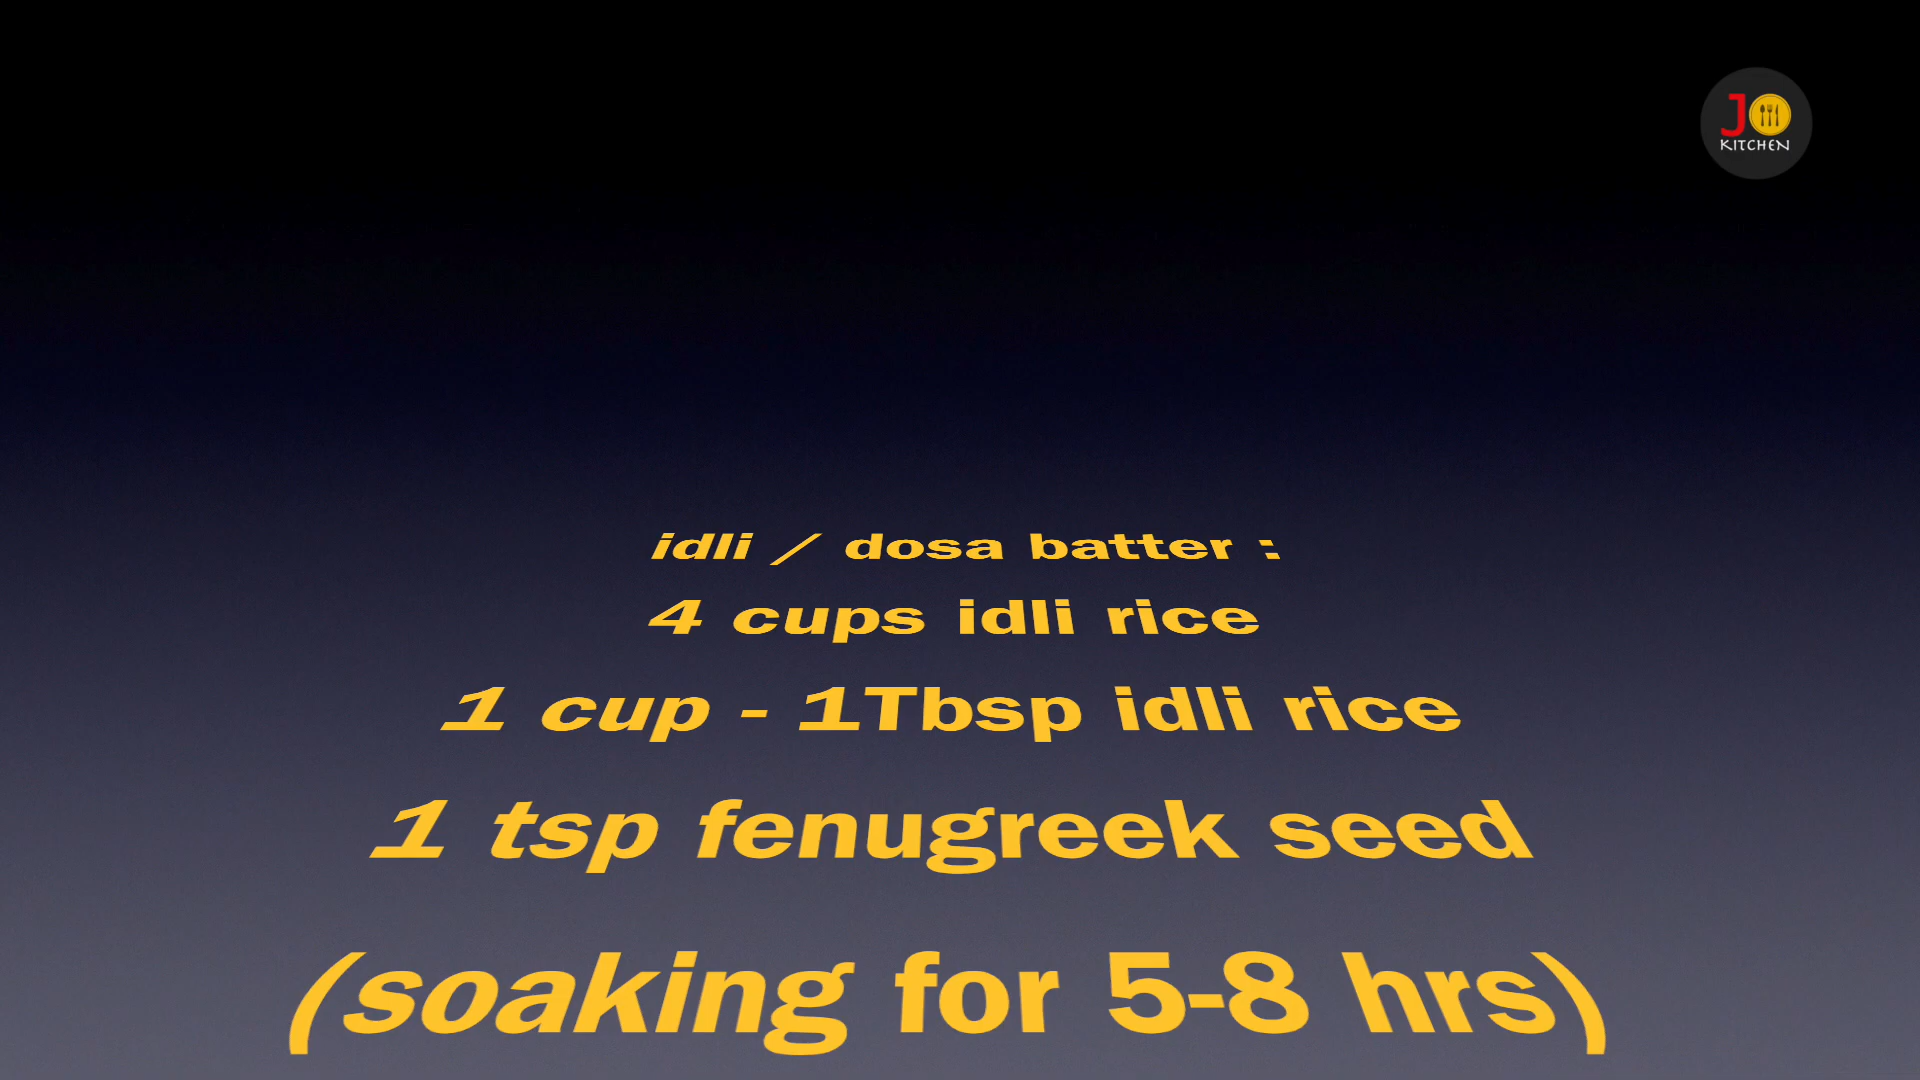 JO
KITCHEN
idli / dosa batter :
4 cups idli rice
1 cup - 1Tbsp idli rice
1 tsp fenugreek seed
(soaking for 5-8 hrs)